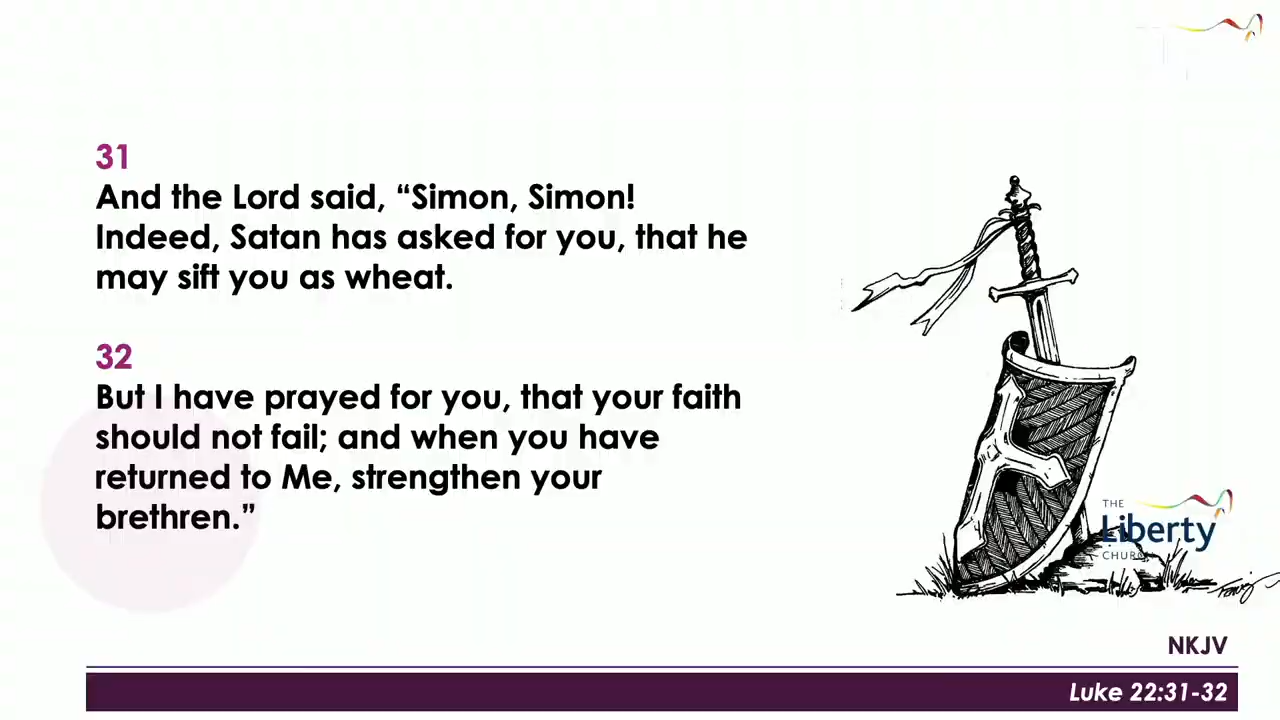 31
And the Lord said, “Simon, Simon!
Indeed, Satan has asked for you, that he
may sift you as wheat.
32
But I have prayed for you, that your faith
should not fail; and when you have
returned to Me, strengthen your
brethren.”
THE
Liberty
CHURCH
NKJV
Luke 22:31-32